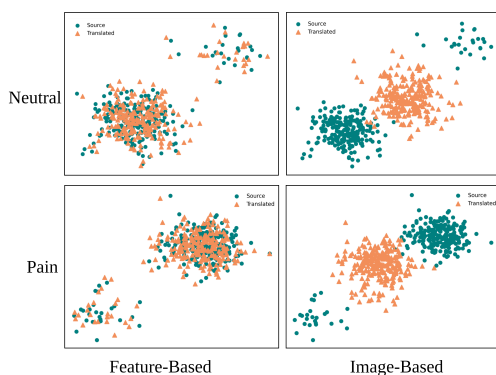 Source
Translated
Source
Translated
Neutral
Source
Translated
Source
Translated
Pain
Feature-Based
Image-Based